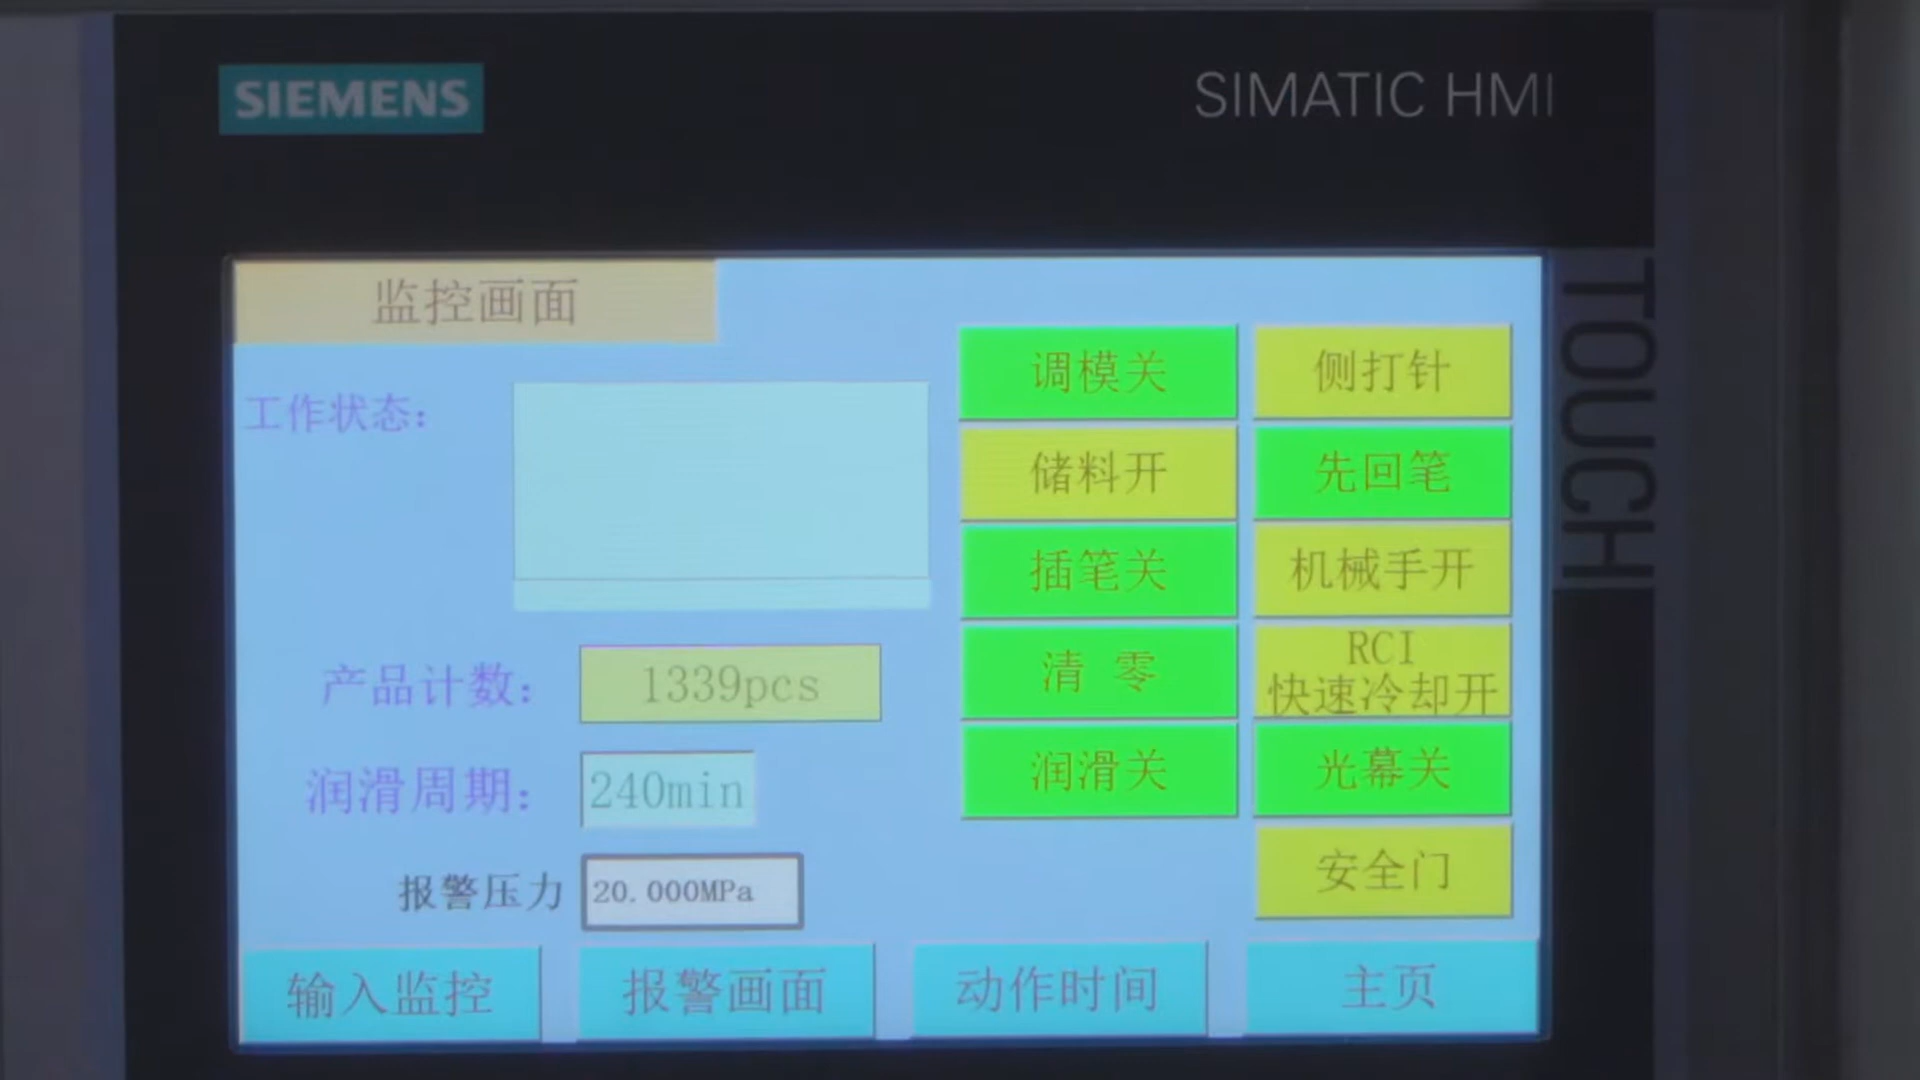 SIEMENS
SIMATIC HMI
TOUCH
监控画面
工作状态:
调模关
侧打针
储料开
先回笔
插笔关
机械手开
产品计数:
1339pcs
清 零
RCI
快速冷却开
润滑周期:
240min
润滑关
光幕关
报警压力
20.000MPa
安全门
输入监控
报警画面
动作时间
主页